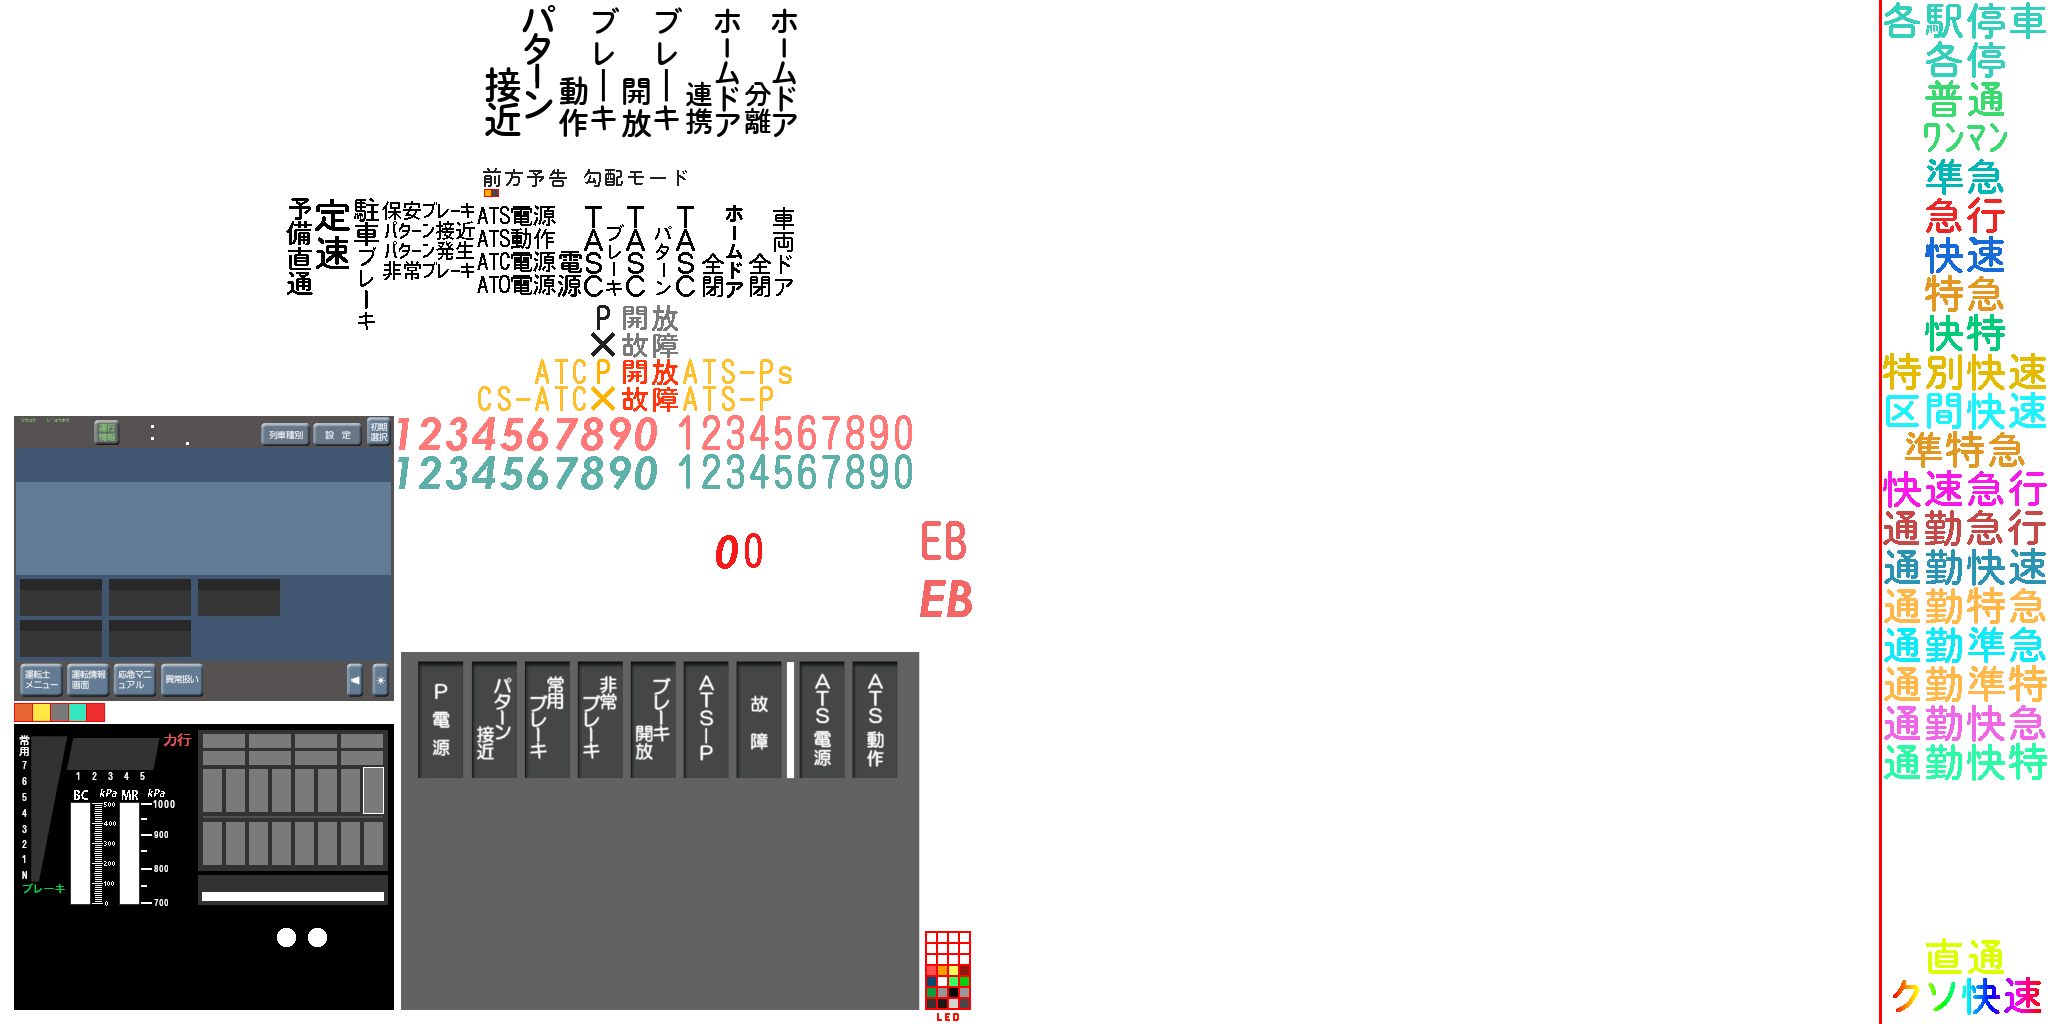 パターン
接近
ブレーキ
動作
ブレーキ
開放
ホームドア
連携
ホームドア
分離
前方予告 勾配モード
予備直通
定速
駐車ブレーキ
保安ブレーキ
パターン接近
パターン発生
非常ブレーキ
ATS電源
ATS動作
ATC電源
ATO電源
TASC
電源
TASC
ブレーキ
TASC
パターン
ホームドア
全閉
車両ドア
全閉
P 開放
× 故障
ATC P 開放 ATS-Ps
CS-ATC × 故障 ATS-P
1234567890 1234567890
1234567890 1234567890
0 0
EB
EB
運行
情報
:
.
列車種別
設 定
初期
選択
運転士
メニュー
運転情報
画面
応急マニ
ュアル
異常扱い
◀
☀
常用
7
6
5
4
3
2
1
N
ブレーキ
力行
1 2 3 4 5
BC kPa MR kPa
500
400
300
200
100
0
1000
900
800
700
P電源
パターン
接近
常用
ブレーキ
非常
ブレーキ
ブレーキ
開放
ATS-P
故障
ATS電源
ATS動作
LED
各駅停車
各停
普通
ワンマン
準急
急行
快速
特急
快特
特別快速
区間快速
準特急
快速急行
通勤急行
通勤快速
通勤特急
通勤準急
通勤準特
通勤快急
通勤快特
直通
クソ快速